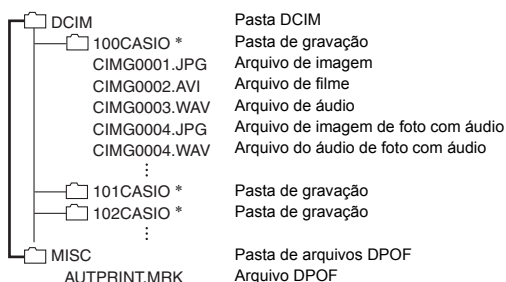 DCIM Pasta DCIM
100CASIO * Pasta de gravação
CIMG0001.JPG Arquivo de imagem
CIMG0002.AVI Arquivo de filme
CIMG0003.WAV Arquivo de áudio
CIMG0004.JPG Arquivo de imagem de foto com áudio
CIMG0004.WAV Arquivo do áudio de foto com áudio
101CASIO * Pasta de gravação
102CASIO * Pasta de gravação
MISC Pasta de arquivos DPOF
AUTPRINT.MRK Arquivo DPOF